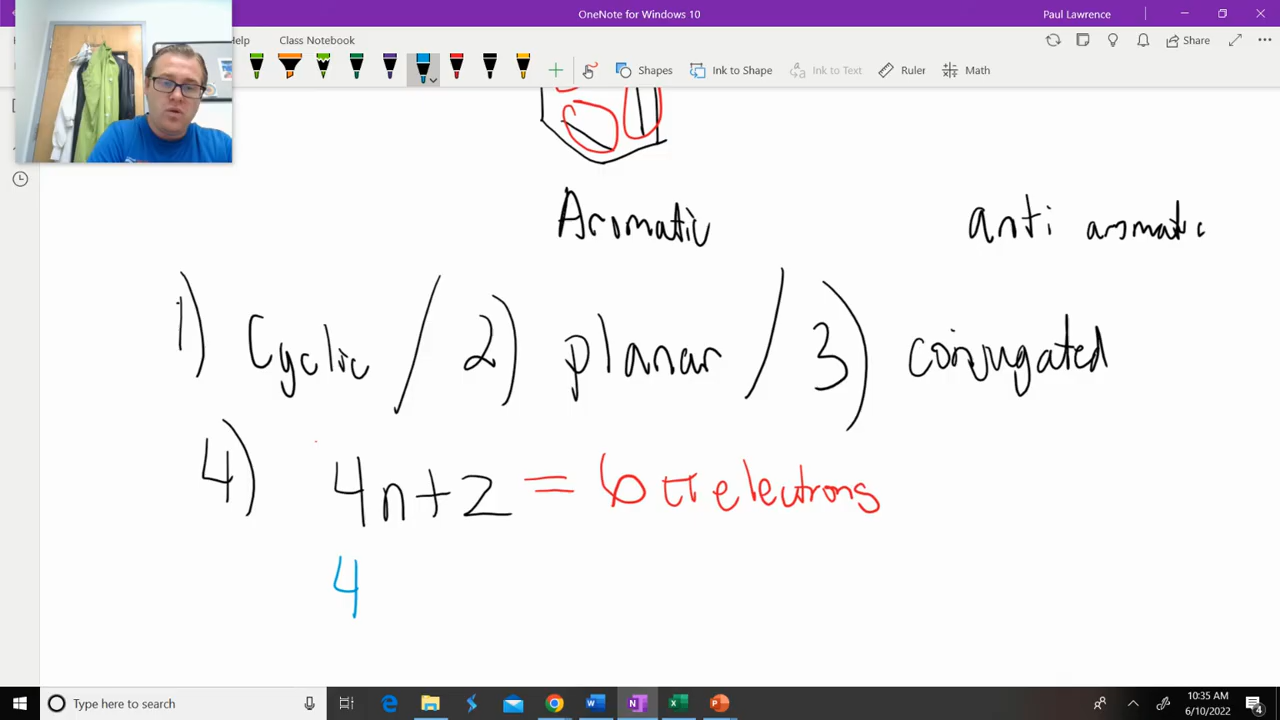 OneNote for Windows 10
Paul Lawrence
Help Class Notebook
Share
Shapes Ink to Shape Ink to Text Ruler Math
Aromatic anti aromatic
1) Cyclic / 2) planar / 3) conjugated
4) 4n+2 = 6 π electrons
4
Type here to search
10:35 AM
6/10/2022
4